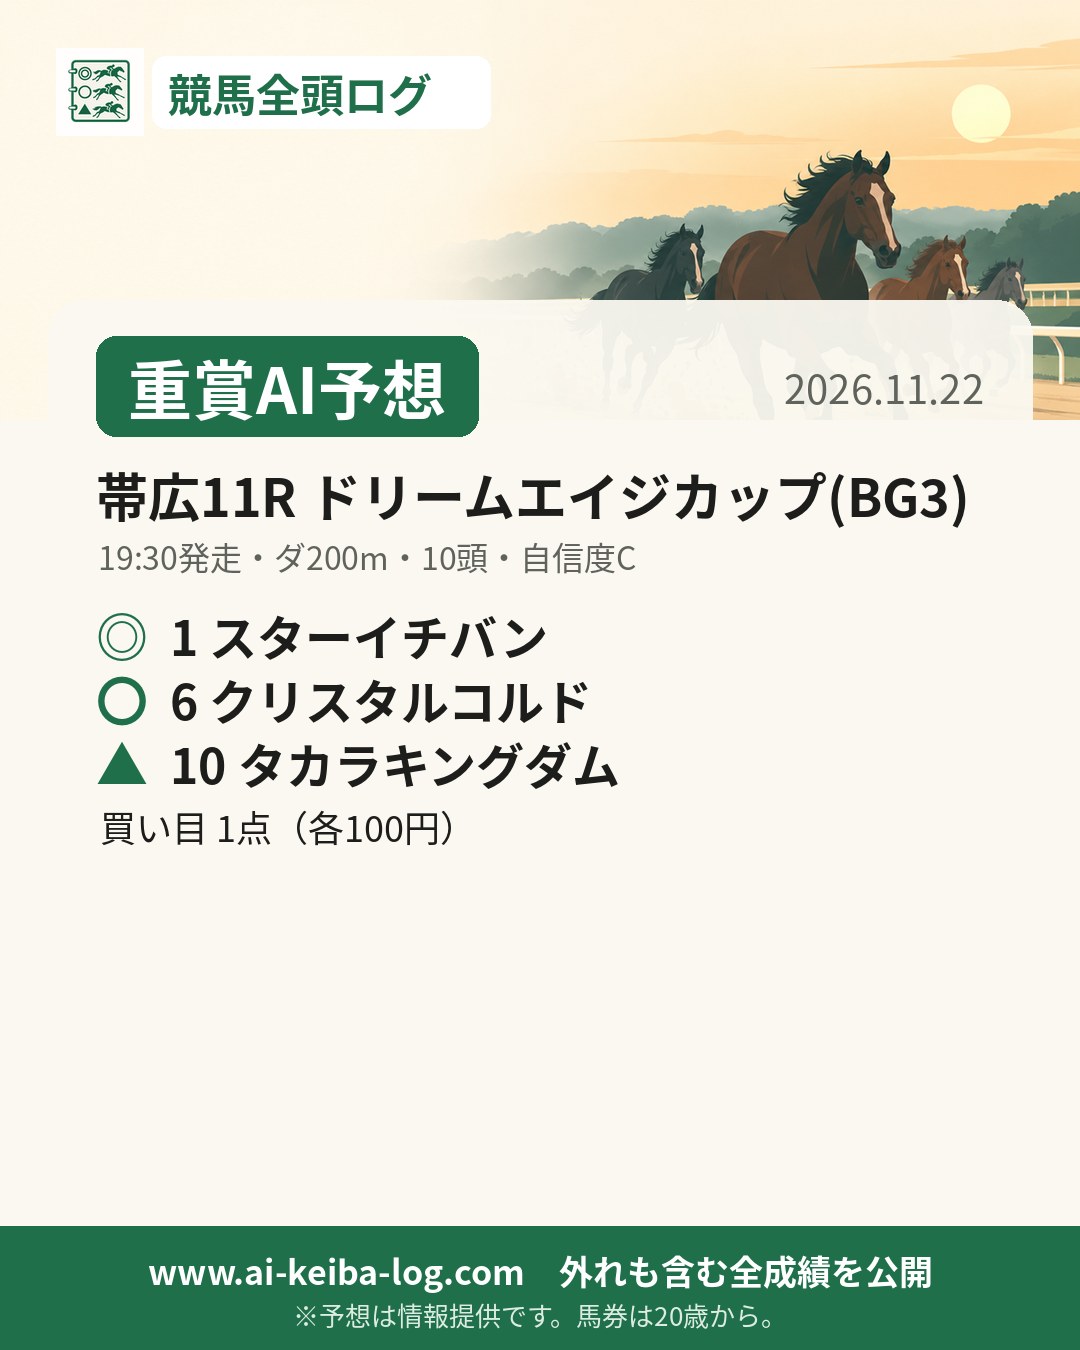 競馬全頭ログ
重賞AI予想
2026.11.22
帯広11R ドリームエイジカップ(BG3)
19:30発走・ダ200m・10頭・自信度C
◎ 1 スターイチバン
○ 6 クリスタルコルド
▲ 10 タカラキングダム
買い目 1点（各100円）
www.ai-keiba-log.com 外れも含む全成績を公開
※予想は情報提供です。馬券は20歳から。